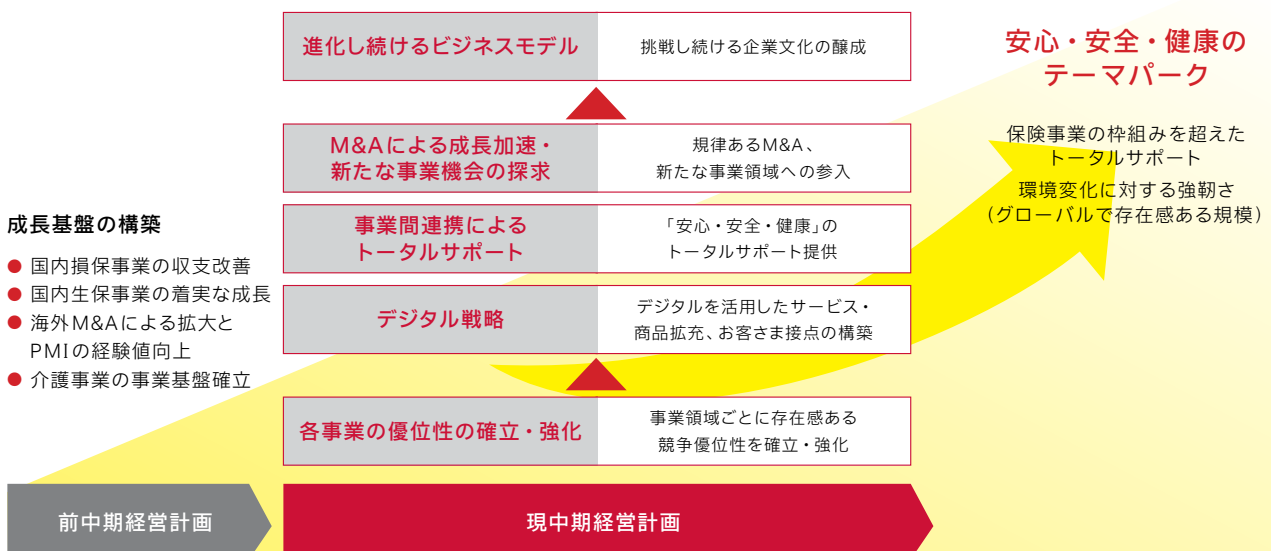 成長基盤の構築
● 国内損保事業の収支改善
● 国内生保事業の着実な成長
● 海外M&Aによる拡大と
PMIの経験値向上
● 介護事業の事業基盤確立
前中期経営計画
進化し続けるビジネスモデル
挑戦し続ける企業文化の醸成
M&Aによる成長加速・
新たな事業機会の探求
規律あるM&A、
新たな事業領域への参入
事業間連携による
トータルサポート
「安心・安全・健康」の
トータルサポート提供
デジタル戦略
デジタルを活用したサービス・
商品拡充、お客さま接点の構築
各事業の優位性の確立・強化
事業領域ごとに存在感ある
競争優位性を確立・強化
現中期経営計画
安心・安全・健康の
テーマパーク
保険事業の枠組みを超えた
トータルサポート
環境変化に対する強靭さ
（グローバルで存在感ある規模）